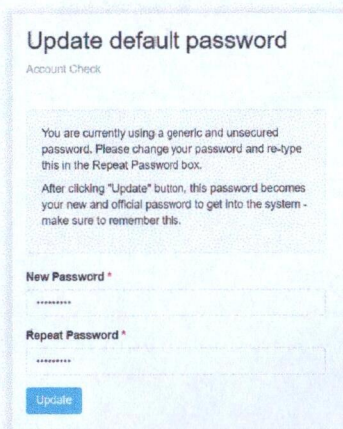 Update default password
Account Check
You are currently using a generic and unsecured
password. Please change your password and re-type
this in the Repeat Password box.
After clicking "Update" button, this password becomes
your new and official password to get into the system -
make sure to remember this.
New Password *
•••••••••
Repeat Password *
•••••••••
Update